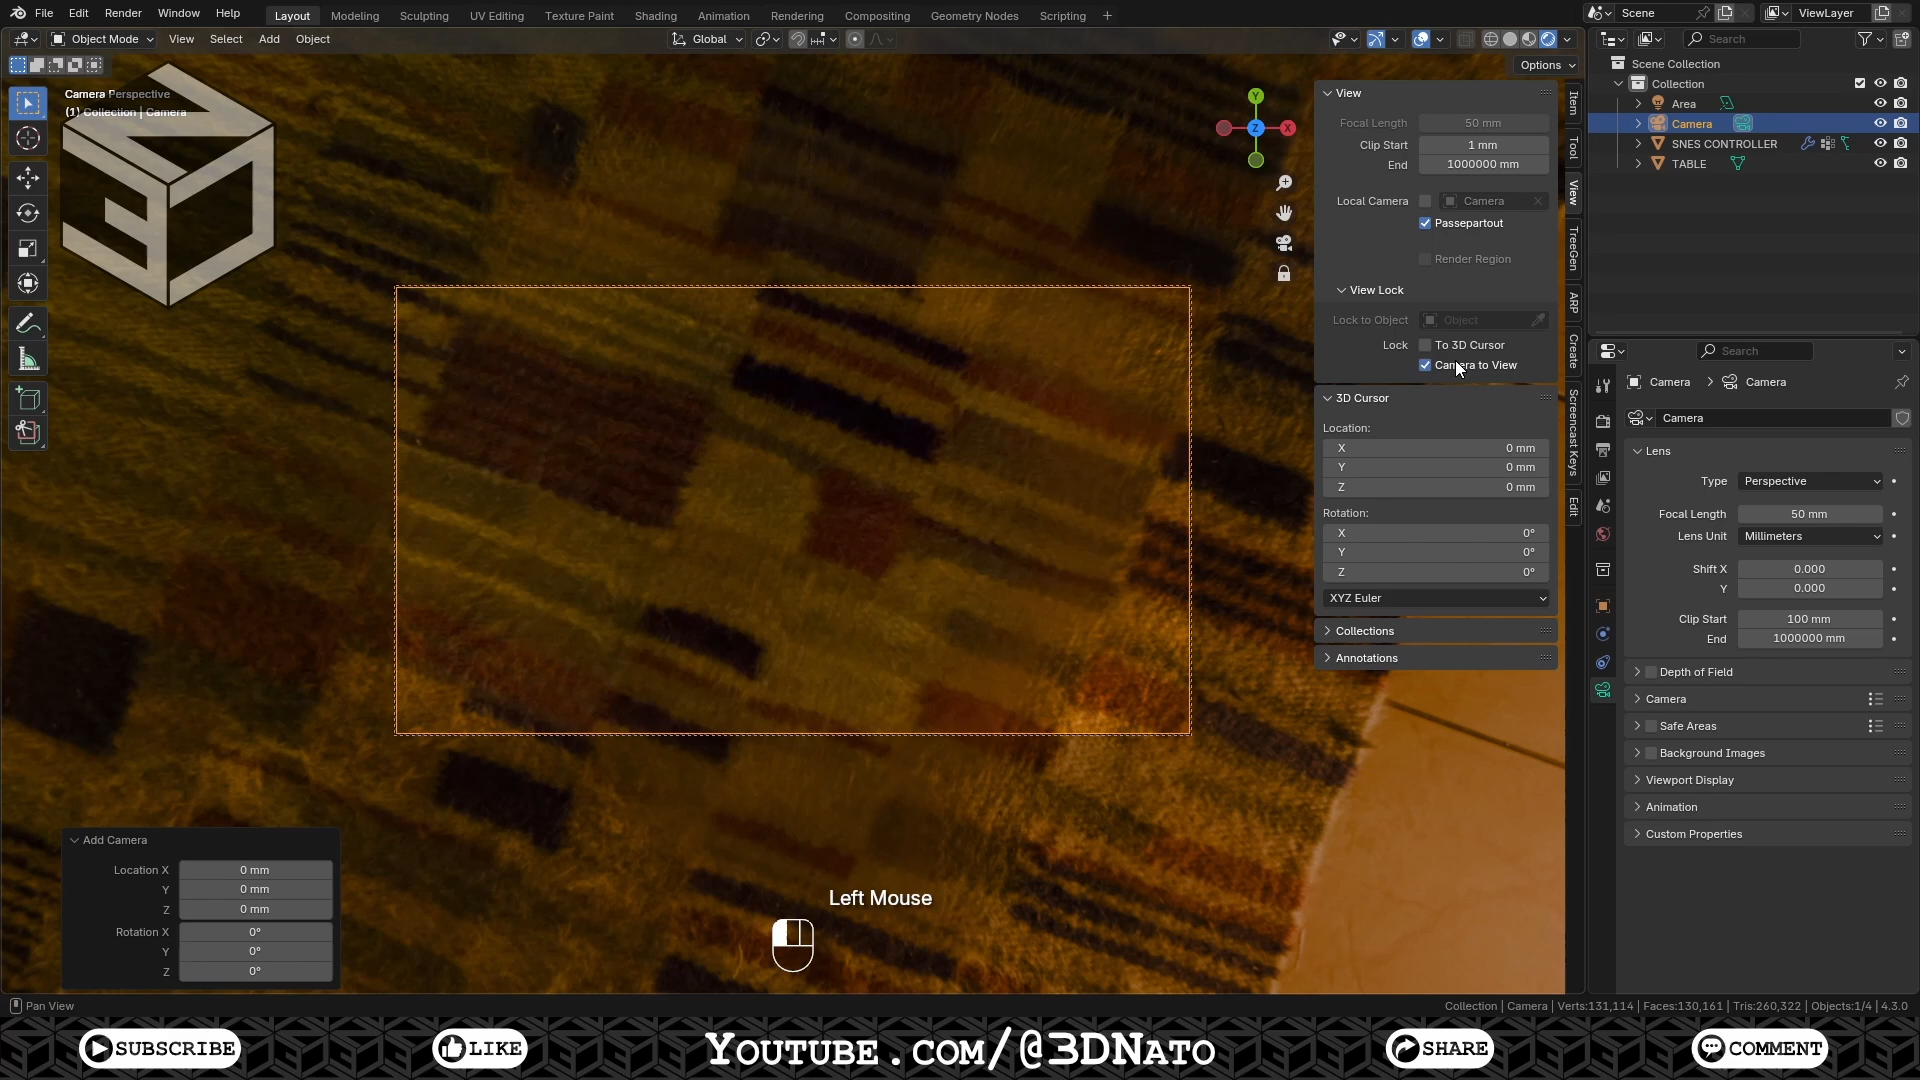 File Edit Render Window Help Layout Modeling Sculpting UV Editing Texture Paint Shading Animation Rendering Compositing Geometry Nodes Scripting + Scene ViewLayer
Object Mode View Select Add Object Global Search
Options
Camera Perspective
(1) Collection | Camera
Y
Z
X
View
Focal Length 50 mm
Clip Start 1 mm
End 1000000 mm
Local Camera Camera
Passepartout
Render Region
View Lock
Lock to Object Object
Lock To 3D Cursor
Camera to View
3D Cursor
Location:
X 0 mm
Y 0 mm
Z 0 mm
Rotation:
X 0°
Y 0°
Z 0°
XYZ Euler
Collections
Annotations
Item
Tool
View
TreeGen
ARP
Create
Screencast Keys
Edit
Scene Collection
Collection
Area
Camera
SNES CONTROLLER
TABLE
Search
Camera > Camera
Camera
Lens
Type Perspective
Focal Length 50 mm
Lens Unit Millimeters
Shift X 0.000
Y 0.000
Clip Start 100 mm
End 1000000 mm
Depth of Field
Camera
Safe Areas
Background Images
Viewport Display
Animation
Custom Properties
Add Camera
Location X 0 mm
Y 0 mm
Z 0 mm
Rotation X 0°
Y 0°
Z 0°
Left Mouse
Pan View
Collection | Camera | Verts:131,114 | Faces:130,161 | Tris:260,322 | Objects:1/4 | 4.3.0
SUBSCRIBE LIKE YOUTUBE.COM/@3DNATO SHARE COMMENT